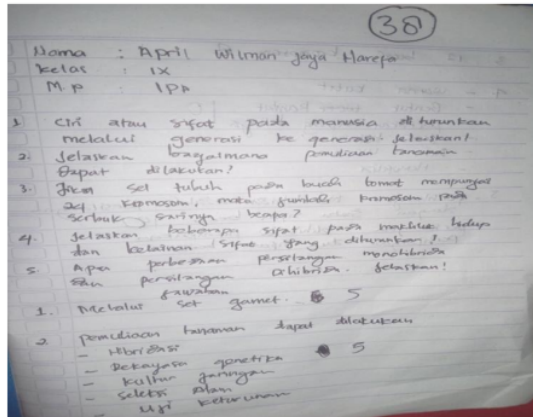 38
Nama : April Wilman Jaya Harefa
Kelas : IX
M.P : IPA
1 Ciri atau sifat pada manusia di turunkan
melalui generasi ke generasi. Jelaskan!
2. Jelaskan bagaimana pemuliaan tanaman
dapat dilakukan?
3. Jika sel tubuh pada buah tomat mempunyai
24 kromosom, maka jumlah kromosom pada
serbuk sarinya berapa?
4. Jelaskan beberapa sifat pada makhluk hidup
dan kelainan sifat yang diturunkan!
5. Apa perbedaan persilangan monohibrida
dan persilangan dihibrida. Jelaskan!
Jawaban
1. Melalui sel gamet. 5
2. Pemuliaan tanaman dapat dilakukan
- Hibridasi 5
- Rekayasa genetika
- Kultur jaringan
- Seleksi Alam
- Uji keturunan